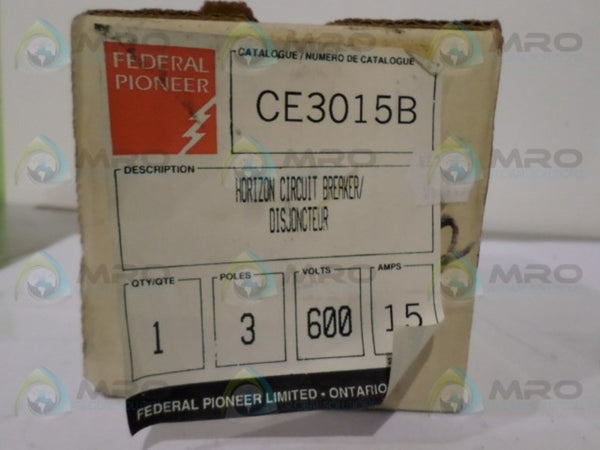 FEDERAL
PIONEER
CATALOGUE / NUMERO DE CATALOGUE
CE3015B
DESCRIPTION
HORIZON CIRCUIT BREAKER/
DISJONCTEUR
QTY/QTE
1
POLES
3
VOLTS
600
AMPS
15
FEDERAL PIONEER LIMITED - ONTARIO
MRO